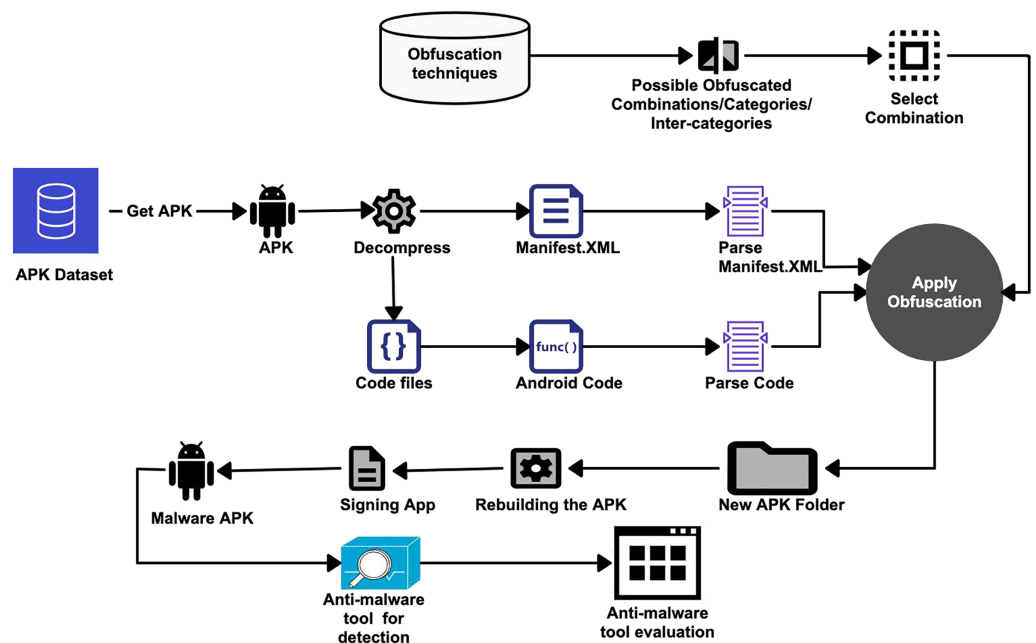 Obfuscation
techniques
Possible Obfuscated
Combinations/Categories/
Inter-categories
Select
Combination
Get APK
APK Dataset
APK
Decompress
Manifest.XML
Parse
Manifest.XML
Apply
Obfuscation
{}
Code files
func( )
Android Code
Parse Code
Malware APK
Signing App
Rebuilding the APK
New APK Folder
Anti-malware
tool for
detection
Anti-malware
tool evaluation